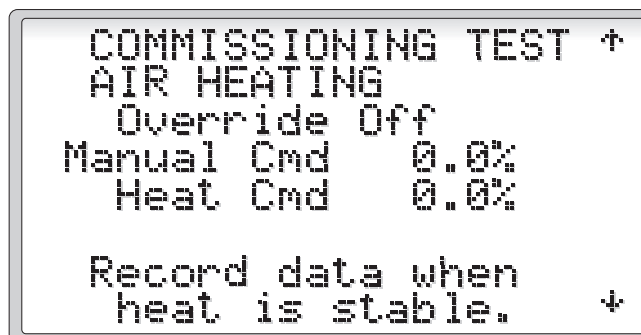 COMMISSIONING TEST ↑
AIR HEATING
Override Off
Manual Cmd 0.0%
Heat Cmd 0.0%
Record data when
heat is stable. ↓